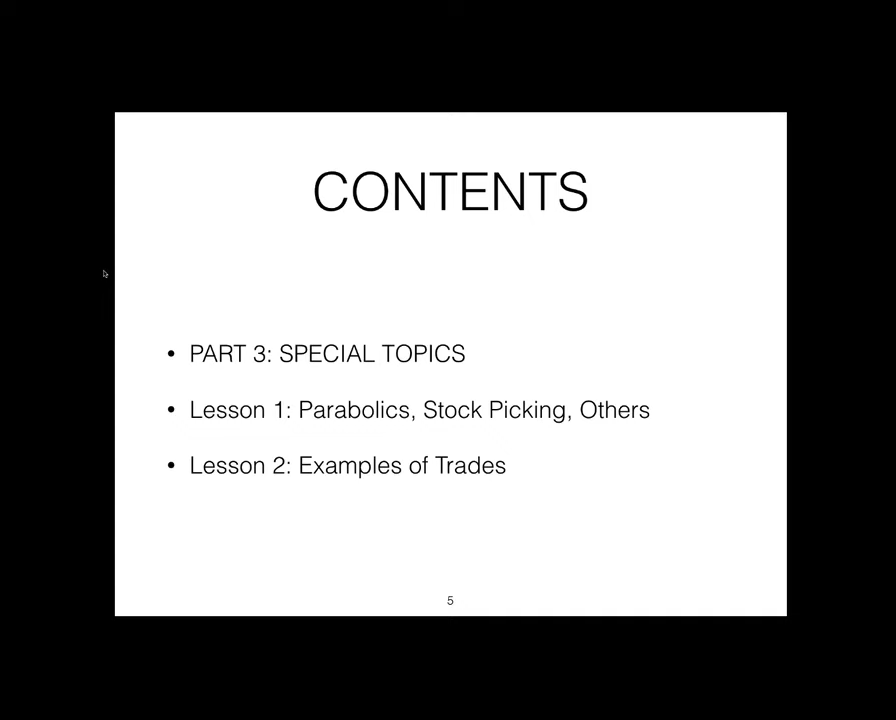 CONTENTS
• PART 3: SPECIAL TOPICS
• Lesson 1: Parabolics, Stock Picking, Others
• Lesson 2: Examples of Trades
5